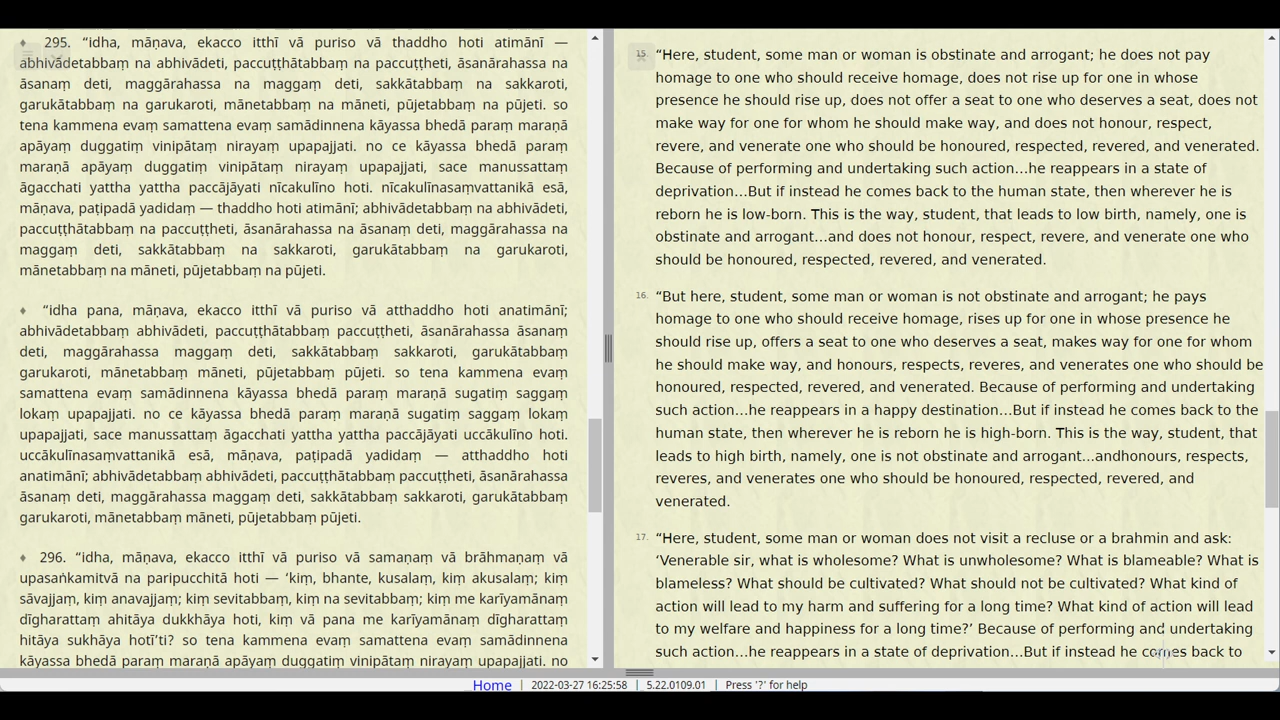 ♦ 295. “idha, māṇava, ekacco itthī vā puriso vā thaddho hoti atimānī —
abhivādetabbaṃ na abhivādeti, paccuṭṭhātabbaṃ na paccuṭṭheti, āsanārahassa na
āsanaṃ deti, maggārahassa na maggaṃ deti, sakkātabbaṃ na sakkaroti,
garukātabbaṃ na garukaroti, mānetabbaṃ na māneti, pūjetabbaṃ na pūjeti. so
tena kammena evaṃ samattena evaṃ samādinnena kāyassa bhedā paraṃ maraṇā
apāyaṃ duggatiṃ vinipātaṃ nirayaṃ upapajjati. no ce kāyassa bhedā paraṃ
maraṇā apāyaṃ duggatiṃ vinipātaṃ nirayaṃ upapajjati, sace manussattaṃ
āgacchati yattha yattha paccājāyati nīcakulīno hoti. nīcakulīnasaṃvattanikā esā,
māṇava, paṭipadā yadidaṃ — thaddho hoti atimānī; abhivādetabbaṃ na abhivādeti,
paccuṭṭhātabbaṃ na paccuṭṭheti, āsanārahassa na āsanaṃ deti, maggārahassa na
maggaṃ deti, sakkātabbaṃ na sakkaroti, garukātabbaṃ na garukaroti,
mānetabbaṃ na māneti, pūjetabbaṃ na pūjeti.
♦ “idha pana, māṇava, ekacco itthī vā puriso vā atthaddho hoti anatimānī;
abhivādetabbaṃ abhivādeti, paccuṭṭhātabbaṃ paccuṭṭheti, āsanārahassa āsanaṃ
deti, maggārahassa maggaṃ deti, sakkātabbaṃ sakkaroti, garukātabbaṃ
garukaroti, mānetabbaṃ māneti, pūjetabbaṃ pūjeti. so tena kammena evaṃ
samattena evaṃ samādinnena kāyassa bhedā paraṃ maraṇā sugatiṃ saggaṃ
lokaṃ upapajjati. no ce kāyassa bhedā paraṃ maraṇā sugatiṃ saggaṃ lokaṃ
upapajjati, sace manussattaṃ āgacchati yattha yattha paccājāyati uccākulīno hoti.
uccākulīnasaṃvattanikā esā, māṇava, paṭipadā yadidaṃ — atthaddho hoti
anatimānī; abhivādetabbaṃ abhivādeti, paccuṭṭhātabbaṃ paccuṭṭheti, āsanārahassa
āsanaṃ deti, maggārahassa maggaṃ deti, sakkātabbaṃ sakkaroti, garukātabbaṃ
garukaroti, mānetabbaṃ māneti, pūjetabbaṃ pūjeti.
♦ 296. “idha, māṇava, ekacco itthī vā puriso vā samaṇaṃ vā brāhmaṇaṃ vā
upasaṅkamitvā na paripucchitā hoti — ‘kiṃ, bhante, kusalaṃ, kiṃ akusalaṃ; kiṃ
sāvajjaṃ, kiṃ anavajjaṃ; kiṃ sevitabbaṃ, kiṃ na sevitabbaṃ; kiṃ me karīyamānaṃ
dīgharattaṃ ahitāya dukkhāya hoti, kiṃ vā pana me karīyamānaṃ dīgharattaṃ
hitāya sukhāya hotī’ti? so tena kammena evaṃ samattena evaṃ samādinnena
kāyassa bhedā paraṃ maraṇā apāyaṃ duggatiṃ vinipātaṃ nirayaṃ upapajjati. no
15. “Here, student, some man or woman is obstinate and arrogant; he does not pay
homage to one who should receive homage, does not rise up for one in whose
presence he should rise up, does not offer a seat to one who deserves a seat, does not
make way for one for whom he should make way, and does not honour, respect,
revere, and venerate one who should be honoured, respected, revered, and venerated.
Because of performing and undertaking such action…he reappears in a state of
deprivation…But if instead he comes back to the human state, then wherever he is
reborn he is low-born. This is the way, student, that leads to low birth, namely, one is
obstinate and arrogant…and does not honour, respect, revere, and venerate one who
should be honoured, respected, revered, and venerated.
16. “But here, student, some man or woman is not obstinate and arrogant; he pays
homage to one who should receive homage, rises up for one in whose presence he
should rise up, offers a seat to one who deserves a seat, makes way for one for whom
he should make way, and honours, respects, reveres, and venerates one who should be
honoured, respected, revered, and venerated. Because of performing and undertaking
such action…he reappears in a happy destination…But if instead he comes back to the
human state, then wherever he is reborn he is high-born. This is the way, student, that
leads to high birth, namely, one is not obstinate and arrogant…andhonours, respects,
reveres, and venerates one who should be honoured, respected, revered, and
venerated.
17. “Here, student, some man or woman does not visit a recluse or a brahmin and ask:
‘Venerable sir, what is wholesome? What is unwholesome? What is blameable? What is
blameless? What should be cultivated? What should not be cultivated? What kind of
action will lead to my harm and suffering for a long time? What kind of action will lead
to my welfare and happiness for a long time?’ Because of performing and undertaking
such action…he reappears in a state of deprivation…But if instead he comes back to
Home | 2022-03-27 16:25:58 | 5.22.0109.01 | Press '?' for help